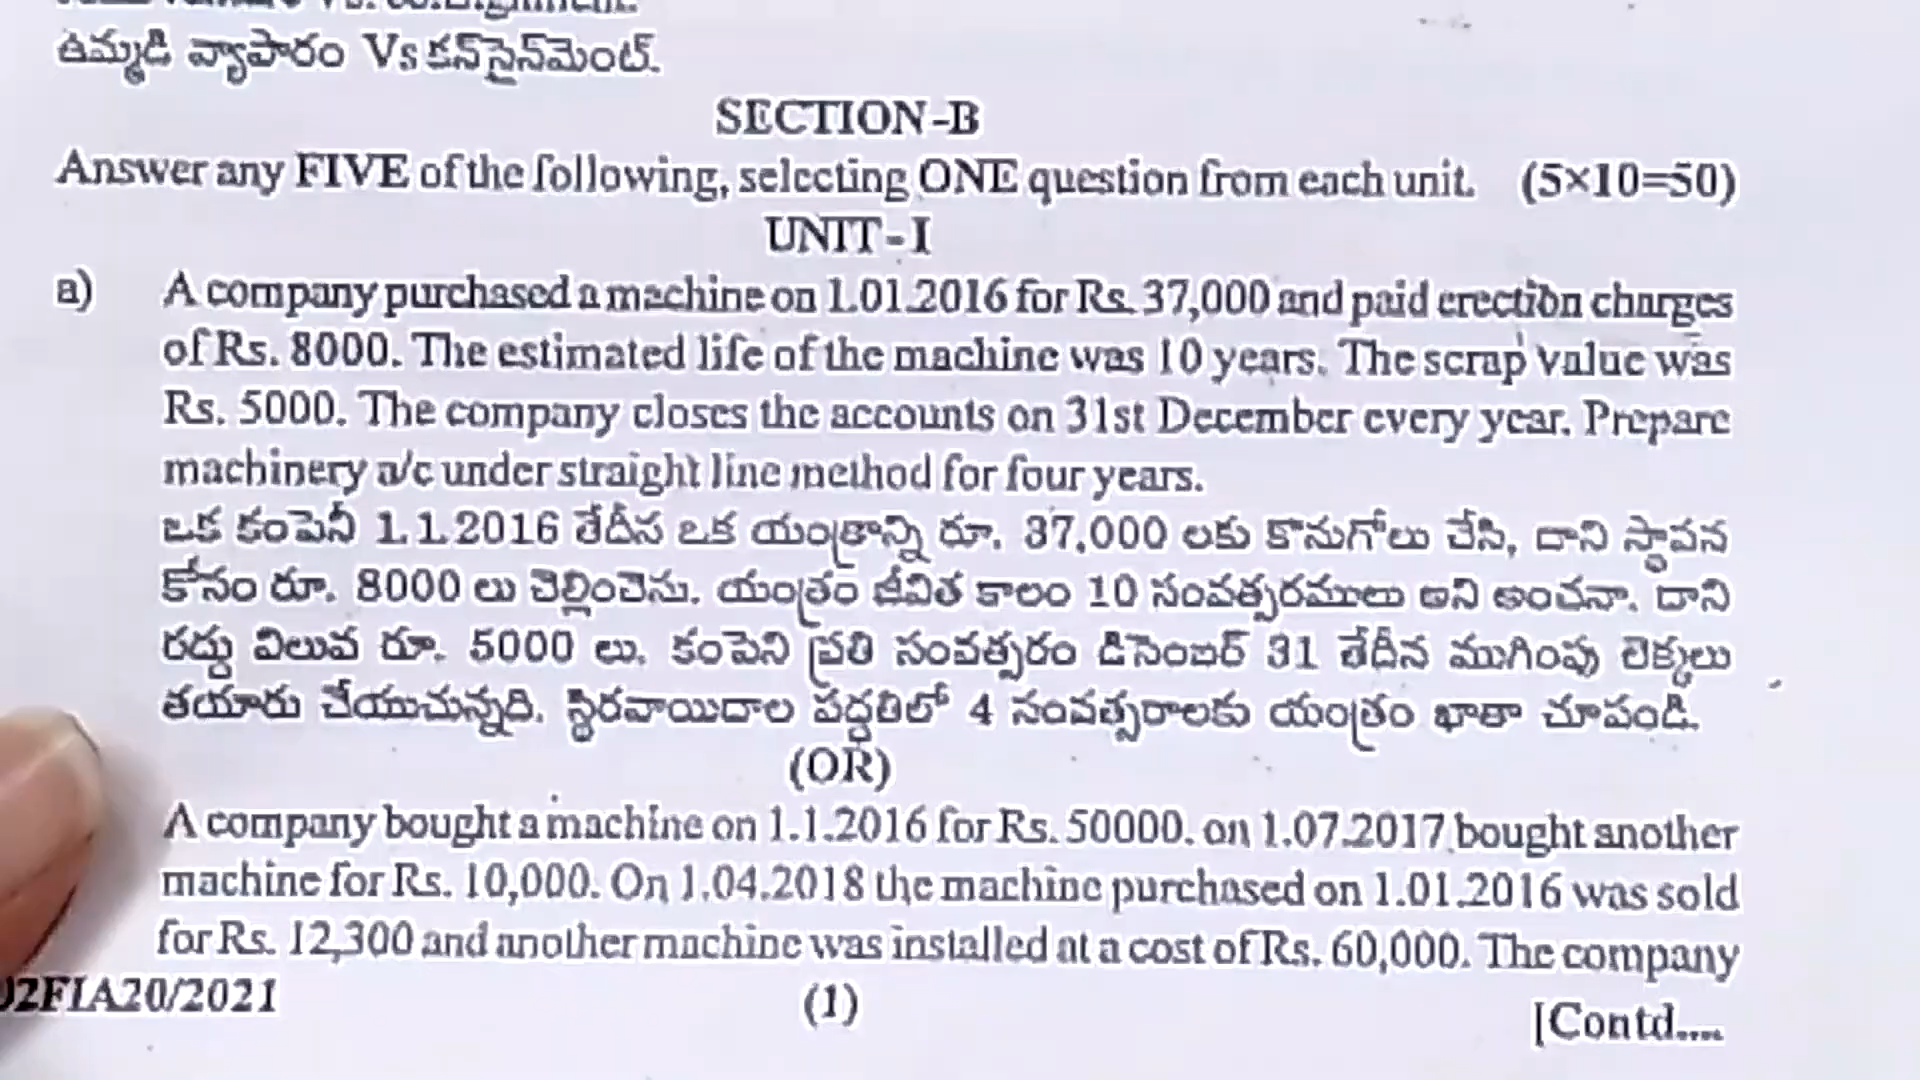 ఉమ్మడి వ్యాపారం Vs కన్‌సైన్‌మెంట్.
SECTION-B
Answer any FIVE of the following, selecting ONE question from each unit. (5×10=50)
UNIT-I
a) A company purchased a machine on 1.01.2016 for Rs. 37,000 and paid erection charges
of Rs. 8000. The estimated life of the machine was 10 years. The scrap value was
Rs. 5000. The company closes the accounts on 31st December every year. Prepare
machinery a/c under straight line method for four years.
ఒక కంపెనీ 1.1.2016 తేదీస ఒక యంత్రాన్ని రూ. 37,000 లకు కొనుగోలు చేసి, దాని స్థాపన
కోసం రూ. 8000 లు చెల్లించెను. యంత్రం జీవిత కాలం 10 సంవత్సరములు అని అంచనా. దాని
రద్దు విలువ రూ. 5000 లు. కంపెని ప్రతి సంవత్సరం డిసెంబర్ 31 తేదీన ముగింపు లెక్కలు
తయారు చేయుచున్నది. స్థిరవాయిదాల పద్ధతిలో 4 సంవత్సరాలకు యంత్రం ఖాతా చూపండి.
(OR)
A company bought a machine on 1.1.2016 for Rs. 50000. on 1.07.2017 bought another
machine for Rs. 10,000. On 1.04.2018 the machine purchased on 1.01.2016 was sold
for Rs. 12,300 and another machine was installed at a cost of Rs. 60,000. The company
02FIA20/2021 (1) [Contd....